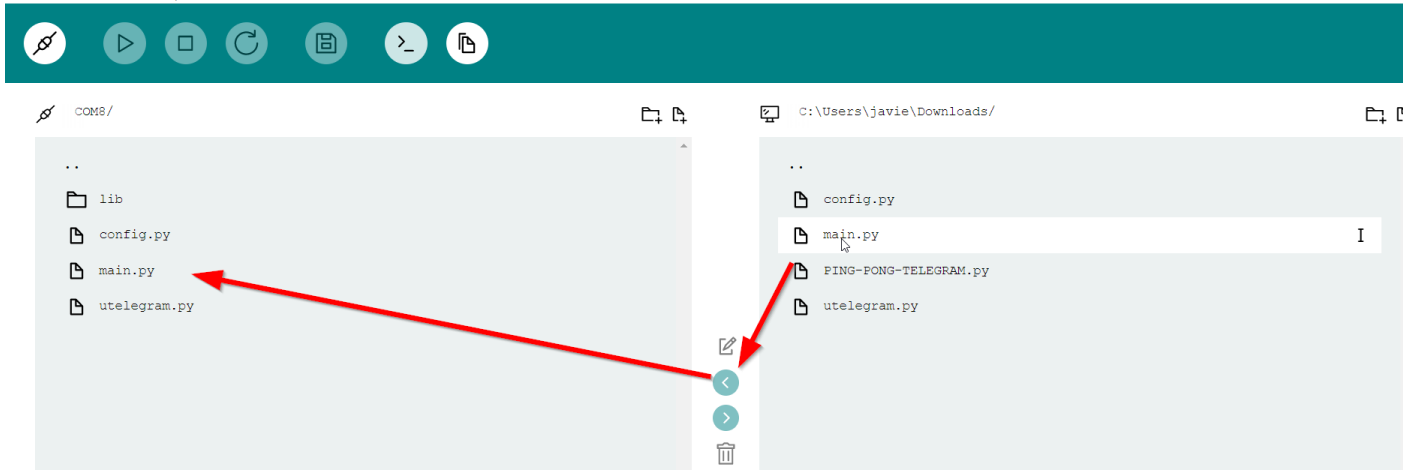 COM8/
..
lib
config.py
main.py
utelegram.py
C:\Users\javie\Downloads/
..
config.py
main.py
PING-PONG-TELEGRAM.py
utelegram.py